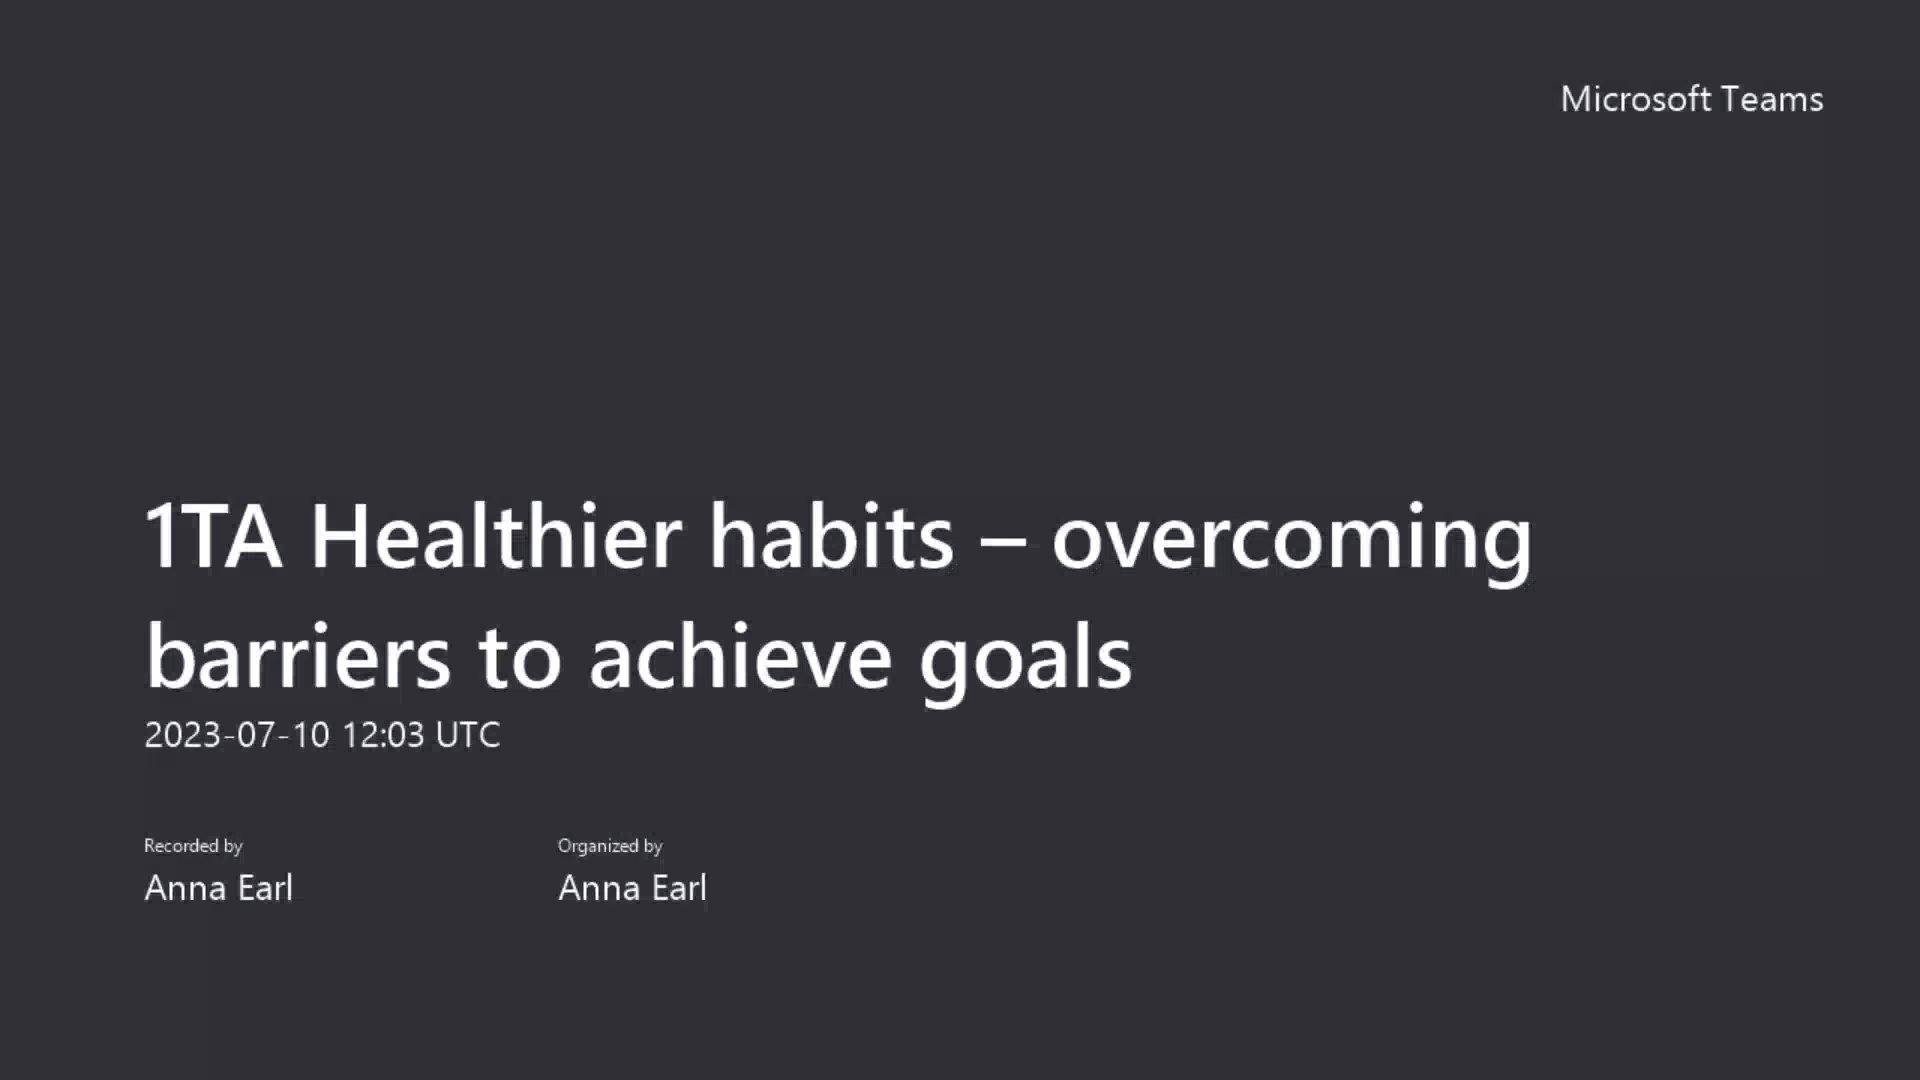 Microsoft Teams
1TA Healthier habits – overcoming
barriers to achieve goals
2023-07-10 12:03 UTC
Recorded by
Organized by
Anna Earl
Anna Earl